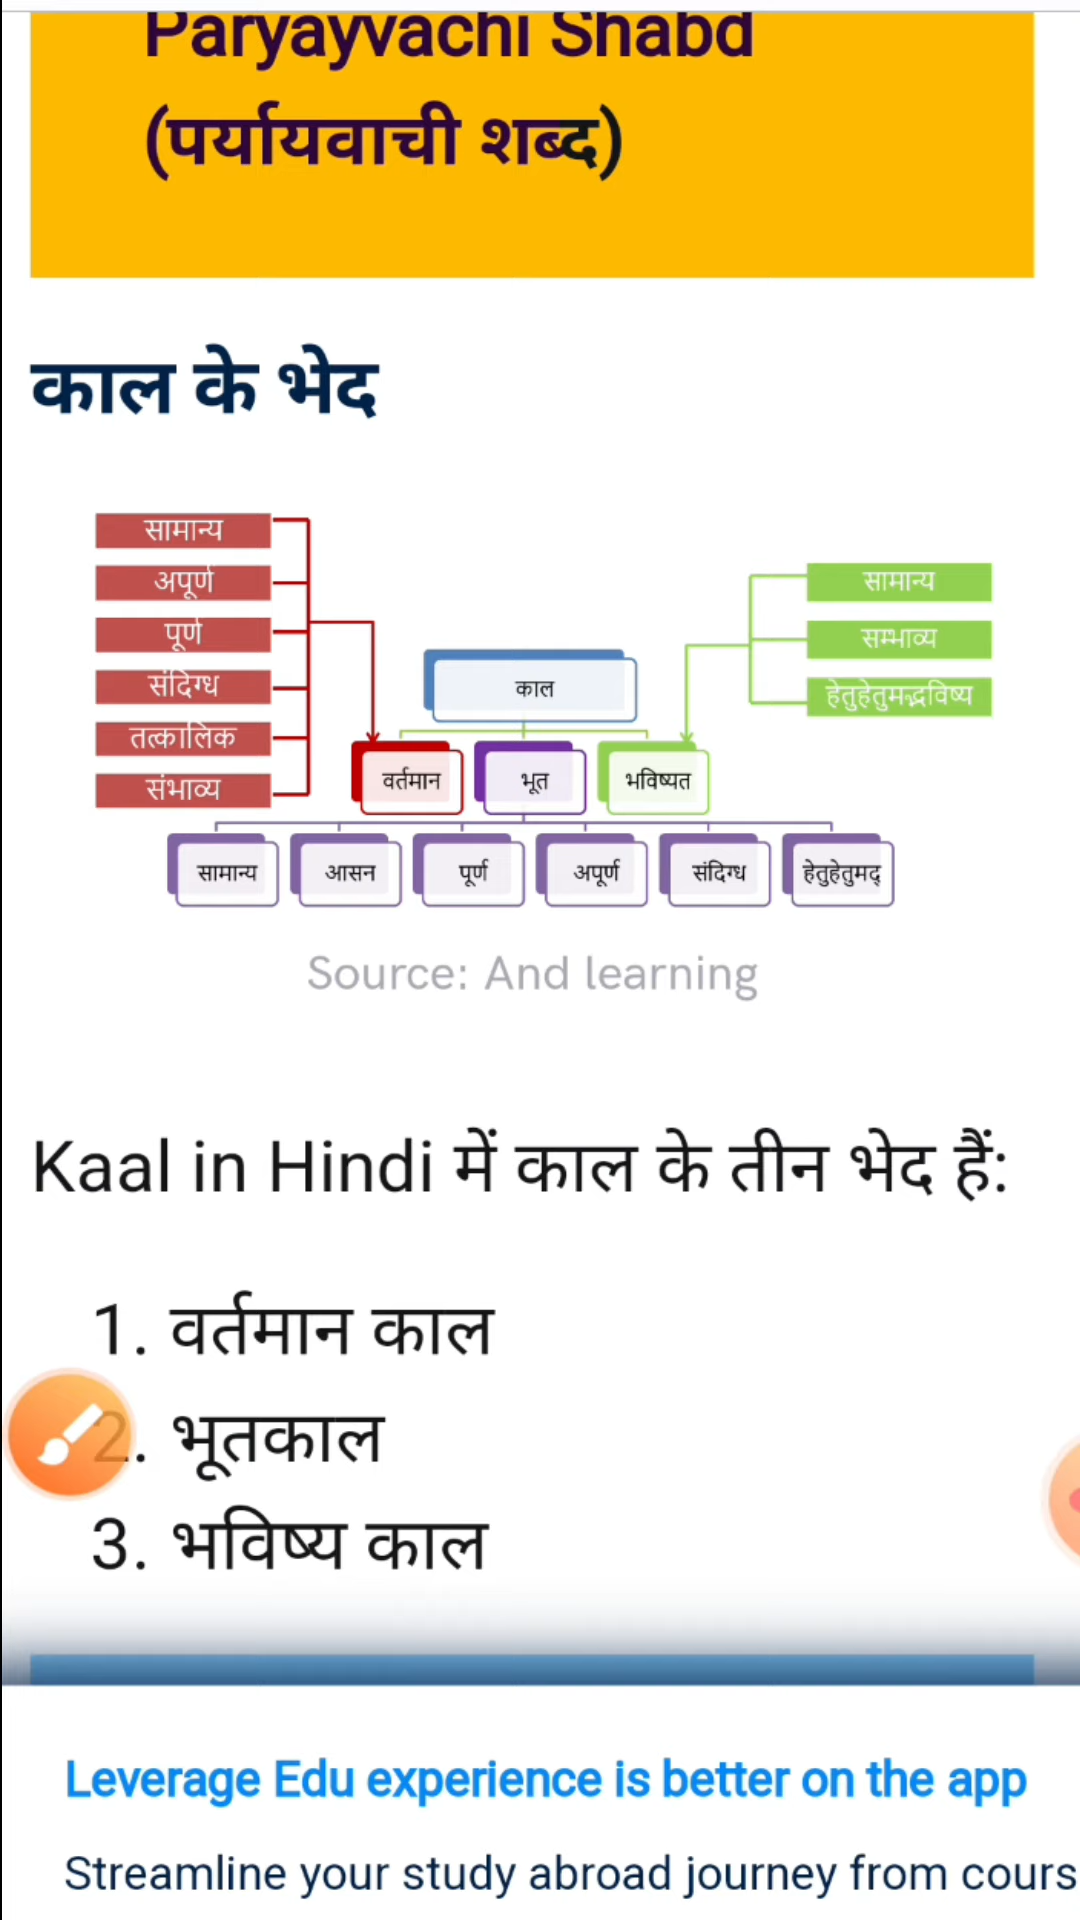 Paryayvachi Shabd
(पर्यायवाची शब्द)
काल के भेद
सामान्य
अपूर्ण
पूर्ण
संदिग्ध
तत्कालिक
संभाव्य
सामान्य
सम्भाव्य
हेतुहेतुमद्भविष्य
काल
वर्तमान
भूत
भविष्यत
सामान्य
आसन
पूर्ण
अपूर्ण
संदिग्ध
हेतुहेतुमद्
Source: And learning
Kaal in Hindi में काल के तीन भेद हैं:
1. वर्तमान काल
2. भूतकाल
3. भविष्य काल
Leverage Edu experience is better on the app
Streamline your study abroad journey from cours